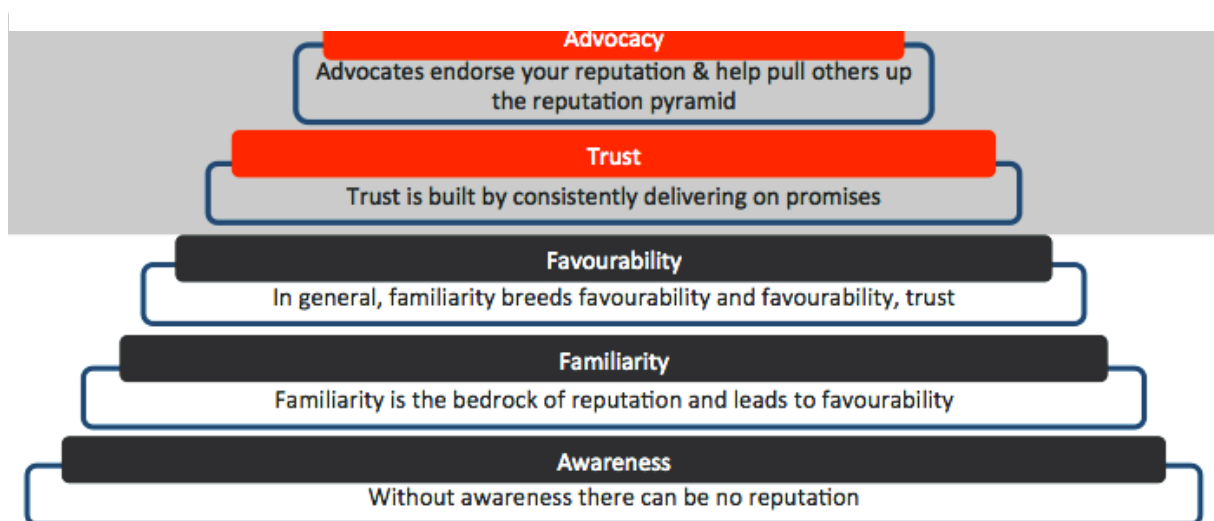 Advocacy
Advocates endorse your reputation & help pull others up
the reputation pyramid
Trust
Trust is built by consistently delivering on promises
Favourability
In general, familiarity breeds favourability and favourability, trust
Familiarity
Familiarity is the bedrock of reputation and leads to favourability
Awareness
Without awareness there can be no reputation